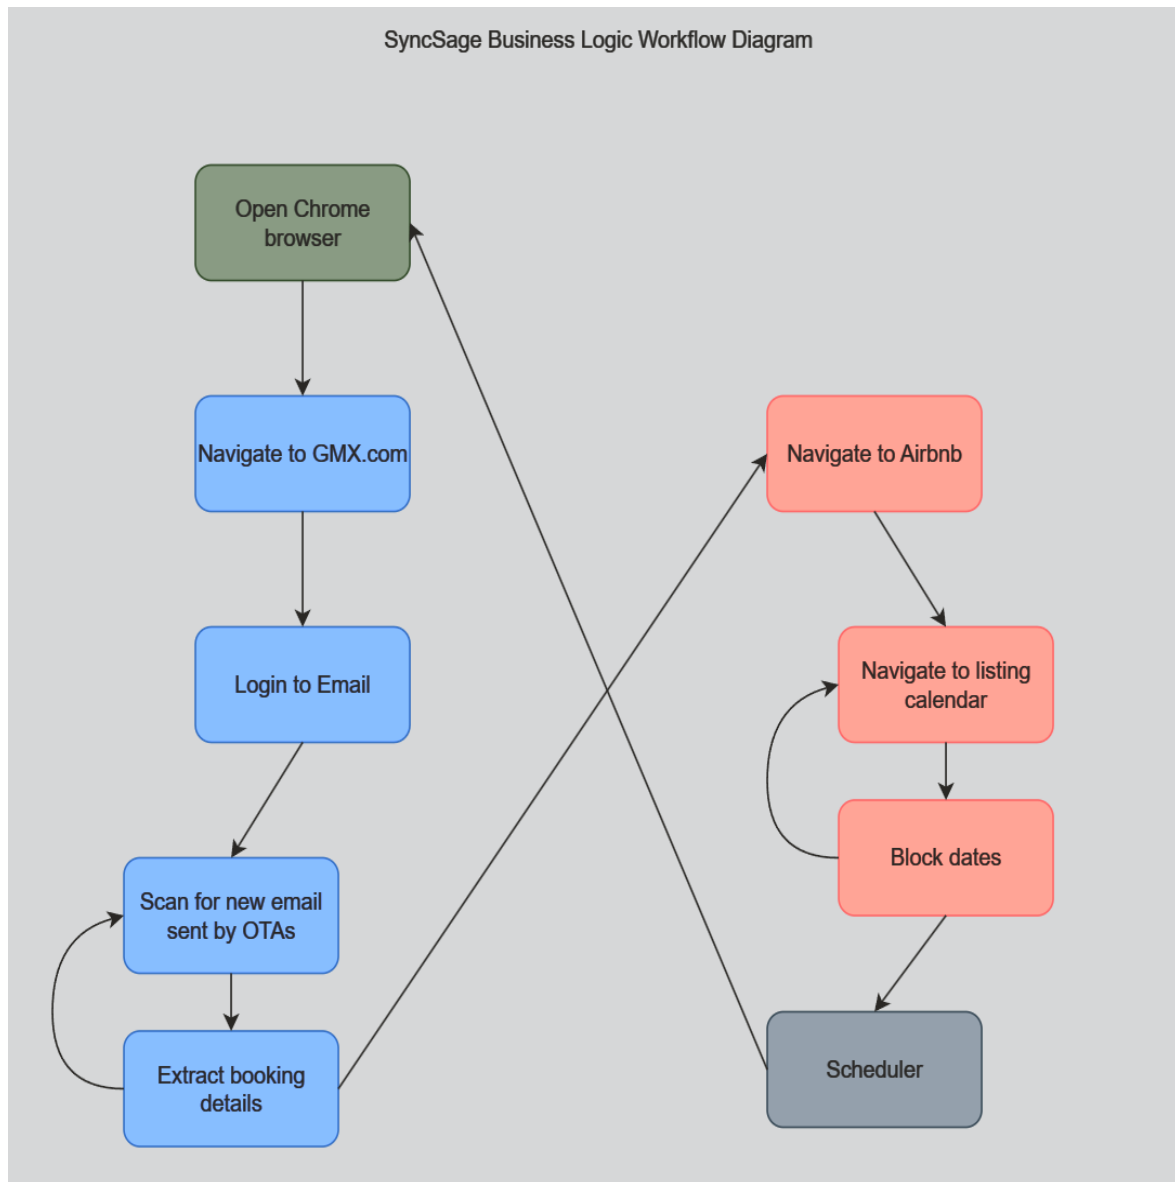 SyncSage Business Logic Workflow Diagram
Open Chrome
browser
Navigate to GMX.com
Login to Email
Scan for new email
sent by OTAs
Extract booking
details
Navigate to Airbnb
Navigate to listing
calendar
Block dates
Scheduler